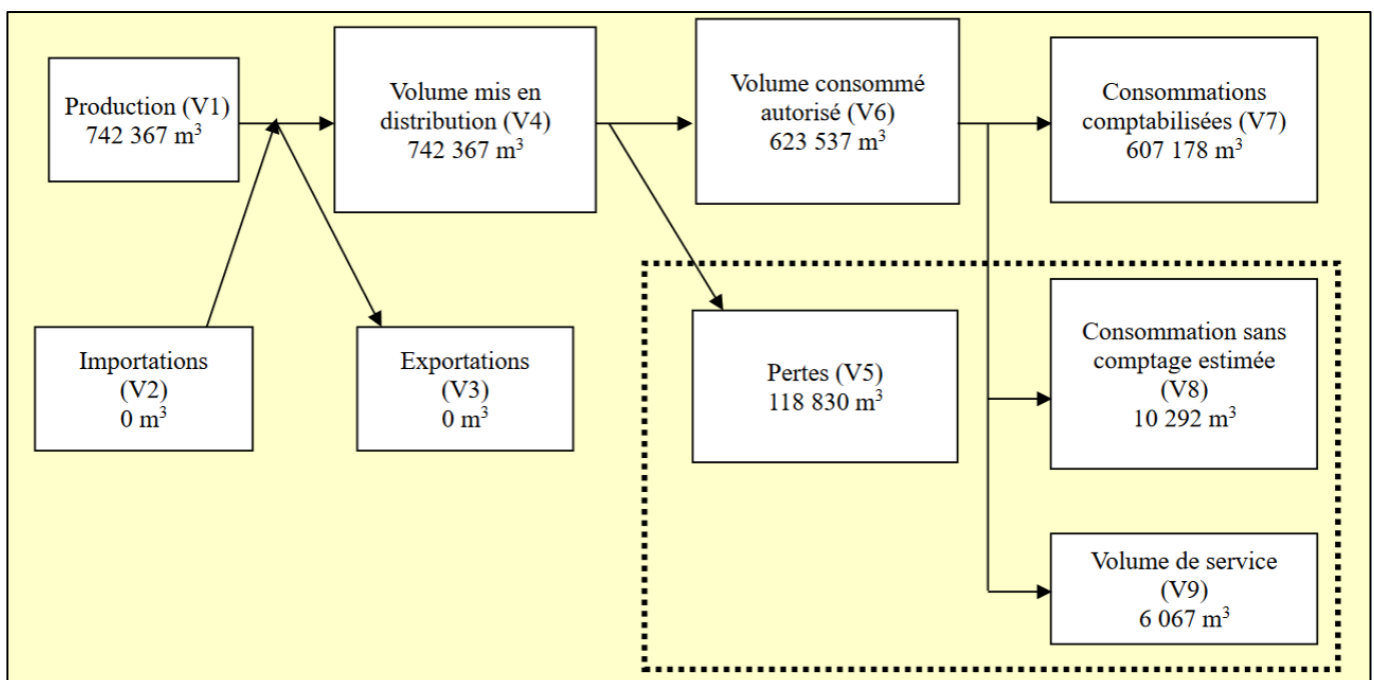 Production (V1)
742 367 m³
Volume mis en
distribution (V4)
742 367 m³
Volume consommé
autorisé (V6)
623 537 m³
Consommations
comptabilisées (V7)
607 178 m³
Importations
(V2)
0 m³
Exportations
(V3)
0 m³
Pertes (V5)
118 830 m³
Consommation sans
comptage estimée
(V8)
10 292 m³
Volume de service
(V9)
6 067 m³